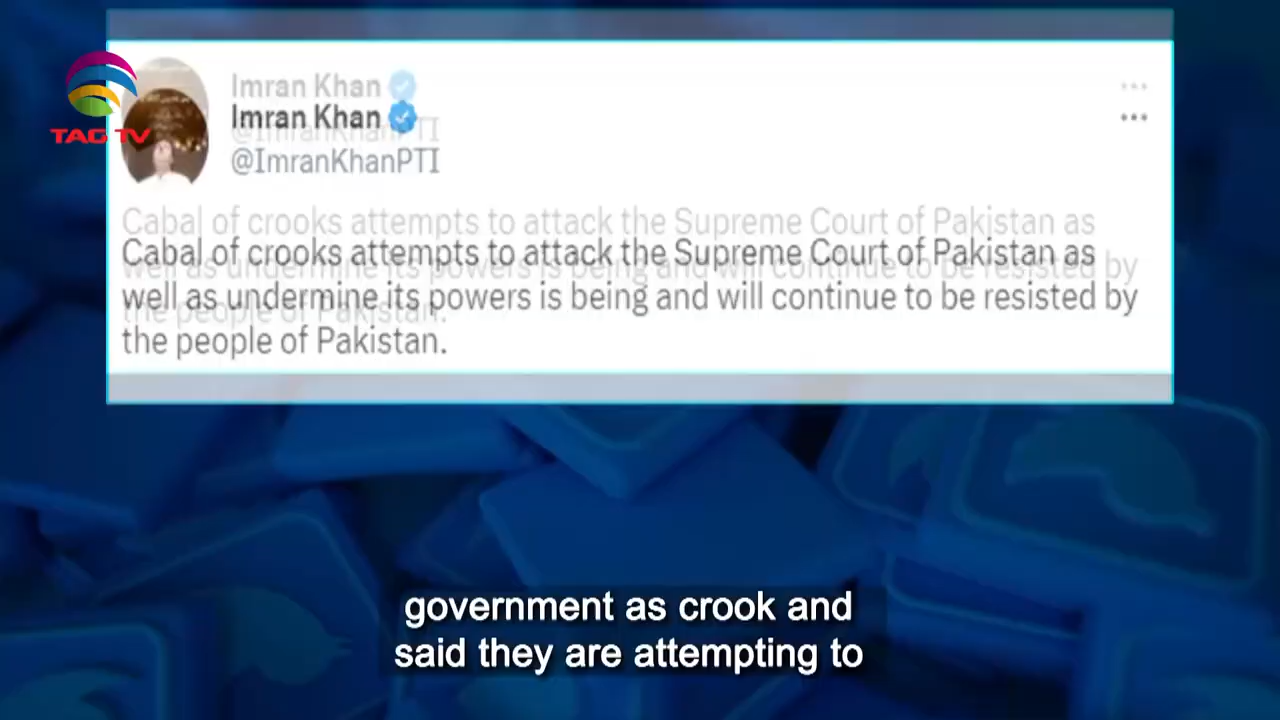 TAG TV
Imran Khan
Imran Khan
@ImranKhanPTI
@ImranKhanPTI
Cabal of crooks attempts to attack the Supreme Court of Pakistan as
Cabal of crooks attempts to attack the Supreme Court of Pakistan as
well as undermine its powers is being and will continue to be resisted by
well as undermine its powers is being and will continue to be resisted by
the people of Pakistan.
the people of Pakistan.
government as crook and
said they are attempting to